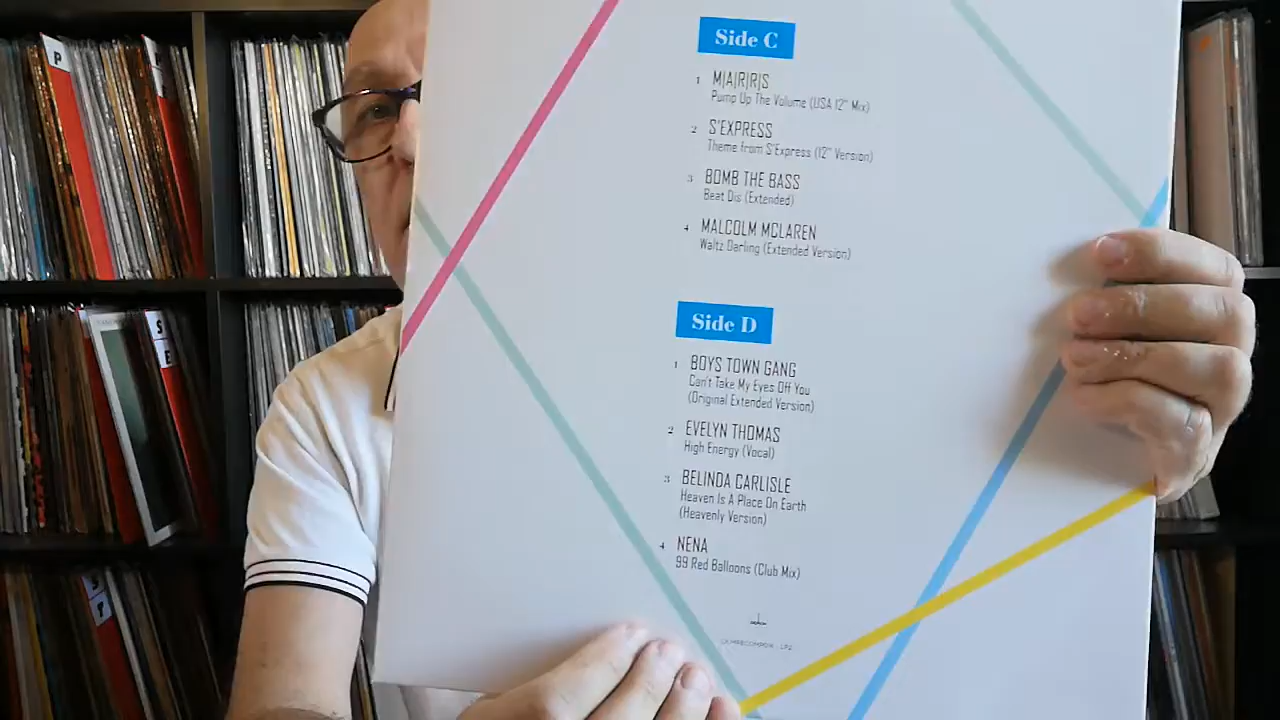 Side C
1 M|A|R|R|S
Pump Up The Volume (USA 12" Mix)
2 S'EXPRESS
Theme from S'Express (12" Version)
3 BOMB THE BASS
Beat Dis (Extended)
4 MALCOLM MCLAREN
Waltz Darling (Extended Version)
Side D
1 BOYS TOWN GANG
Can't Take My Eyes Off You
(Original Extended Version)
2 EVELYN THOMAS
High Energy (Vocal)
3 BELINDA CARLISLE
Heaven Is A Place On Earth
(Heavenly Version)
4 NENA
99 Red Balloons (Club Mix)
P
P
S